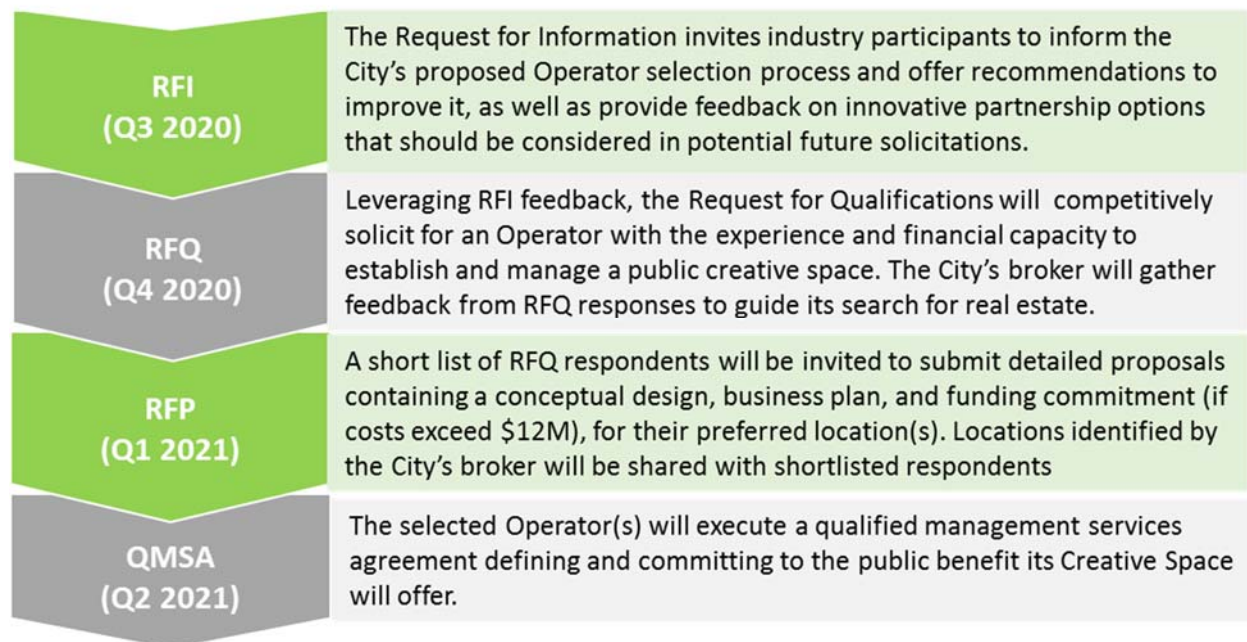 RFI
(Q3 2020)
The Request for Information invites industry participants to inform the
City's proposed Operator selection process and offer recommendations to
improve it, as well as provide feedback on innovative partnership options
that should be considered in potential future solicitations.
RFQ
(Q4 2020)
Leveraging RFI feedback, the Request for Qualifications will competitively
solicit for an Operator with the experience and financial capacity to
establish and manage a public creative space. The City's broker will gather
feedback from RFQ responses to guide its search for real estate.
RFP
(Q1 2021)
A short list of RFQ respondents will be invited to submit detailed proposals
containing a conceptual design, business plan, and funding commitment (if
costs exceed $12M), for their preferred location(s). Locations identified by
the City's broker will be shared with shortlisted respondents
QMSA
(Q2 2021)
The selected Operator(s) will execute a qualified management services
agreement defining and committing to the public benefit its Creative Space
will offer.